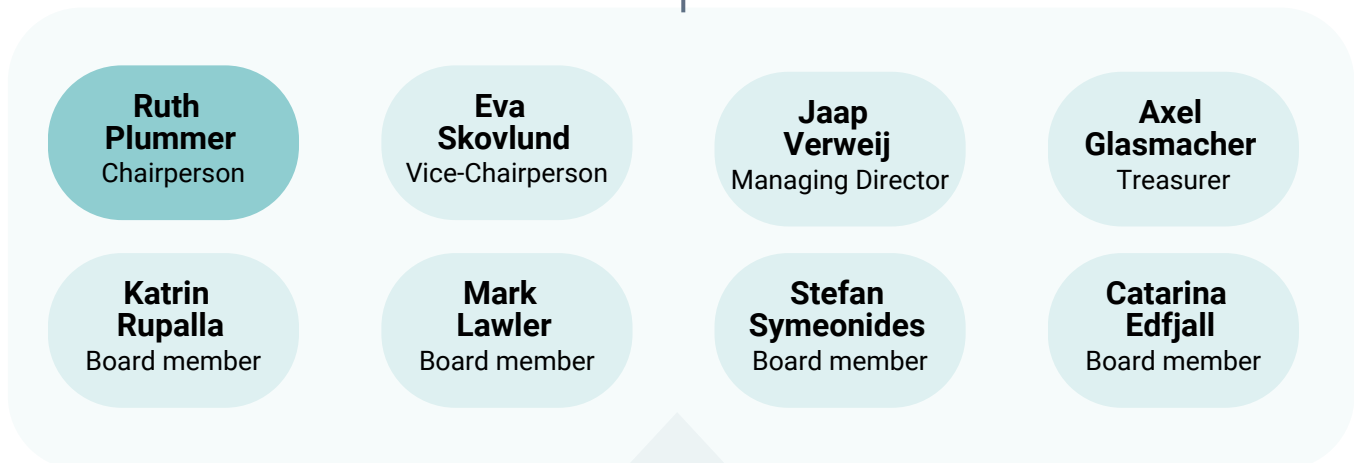 Ruth
Plummer
Chairperson
Eva
Skovlund
Vice-Chairperson
Jaap
Verweij
Managing Director
Axel
Glasmacher
Treasurer
Katrin
Rupalla
Board member
Mark
Lawler
Board member
Stefan
Symeonides
Board member
Catarina
Edfjall
Board member